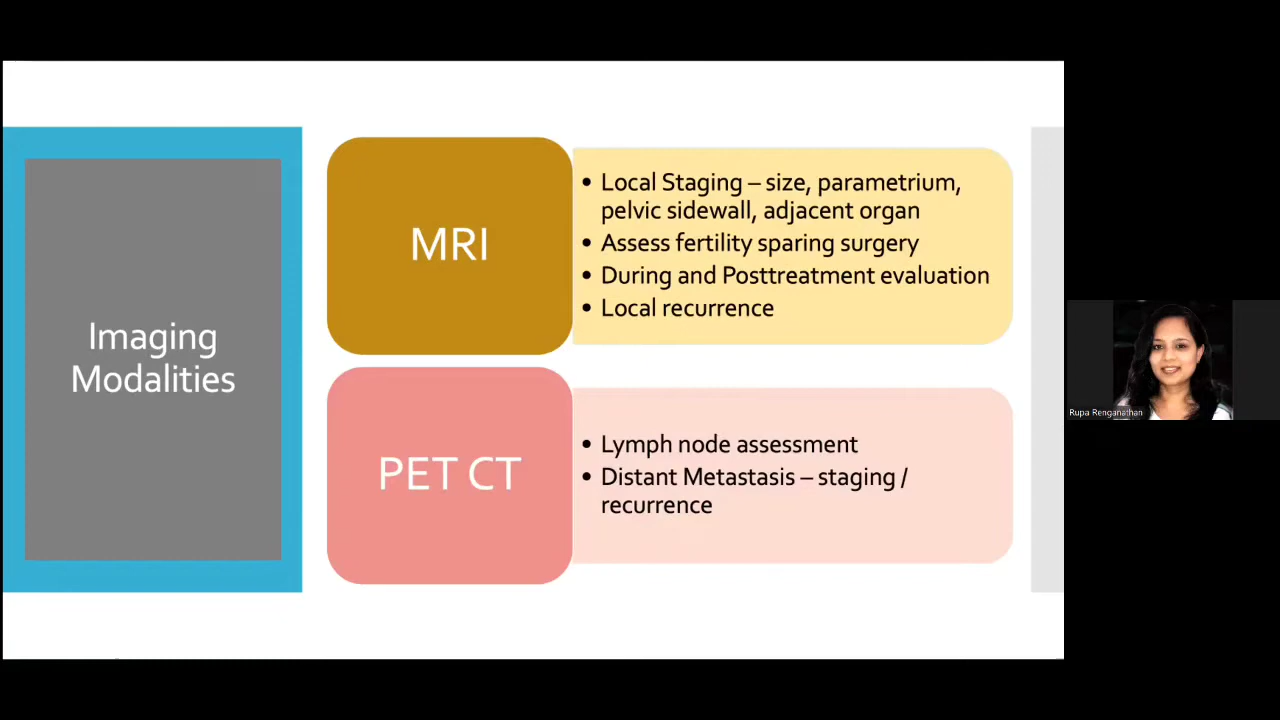 Imaging
Modalities
MRI
• Local Staging – size, parametrium,
pelvic sidewall, adjacent organ
• Assess fertility sparing surgery
• During and Posttreatment evaluation
• Local recurrence
PET CT
• Lymph node assessment
• Distant Metastasis – staging /
recurrence
Rupa Renganathan